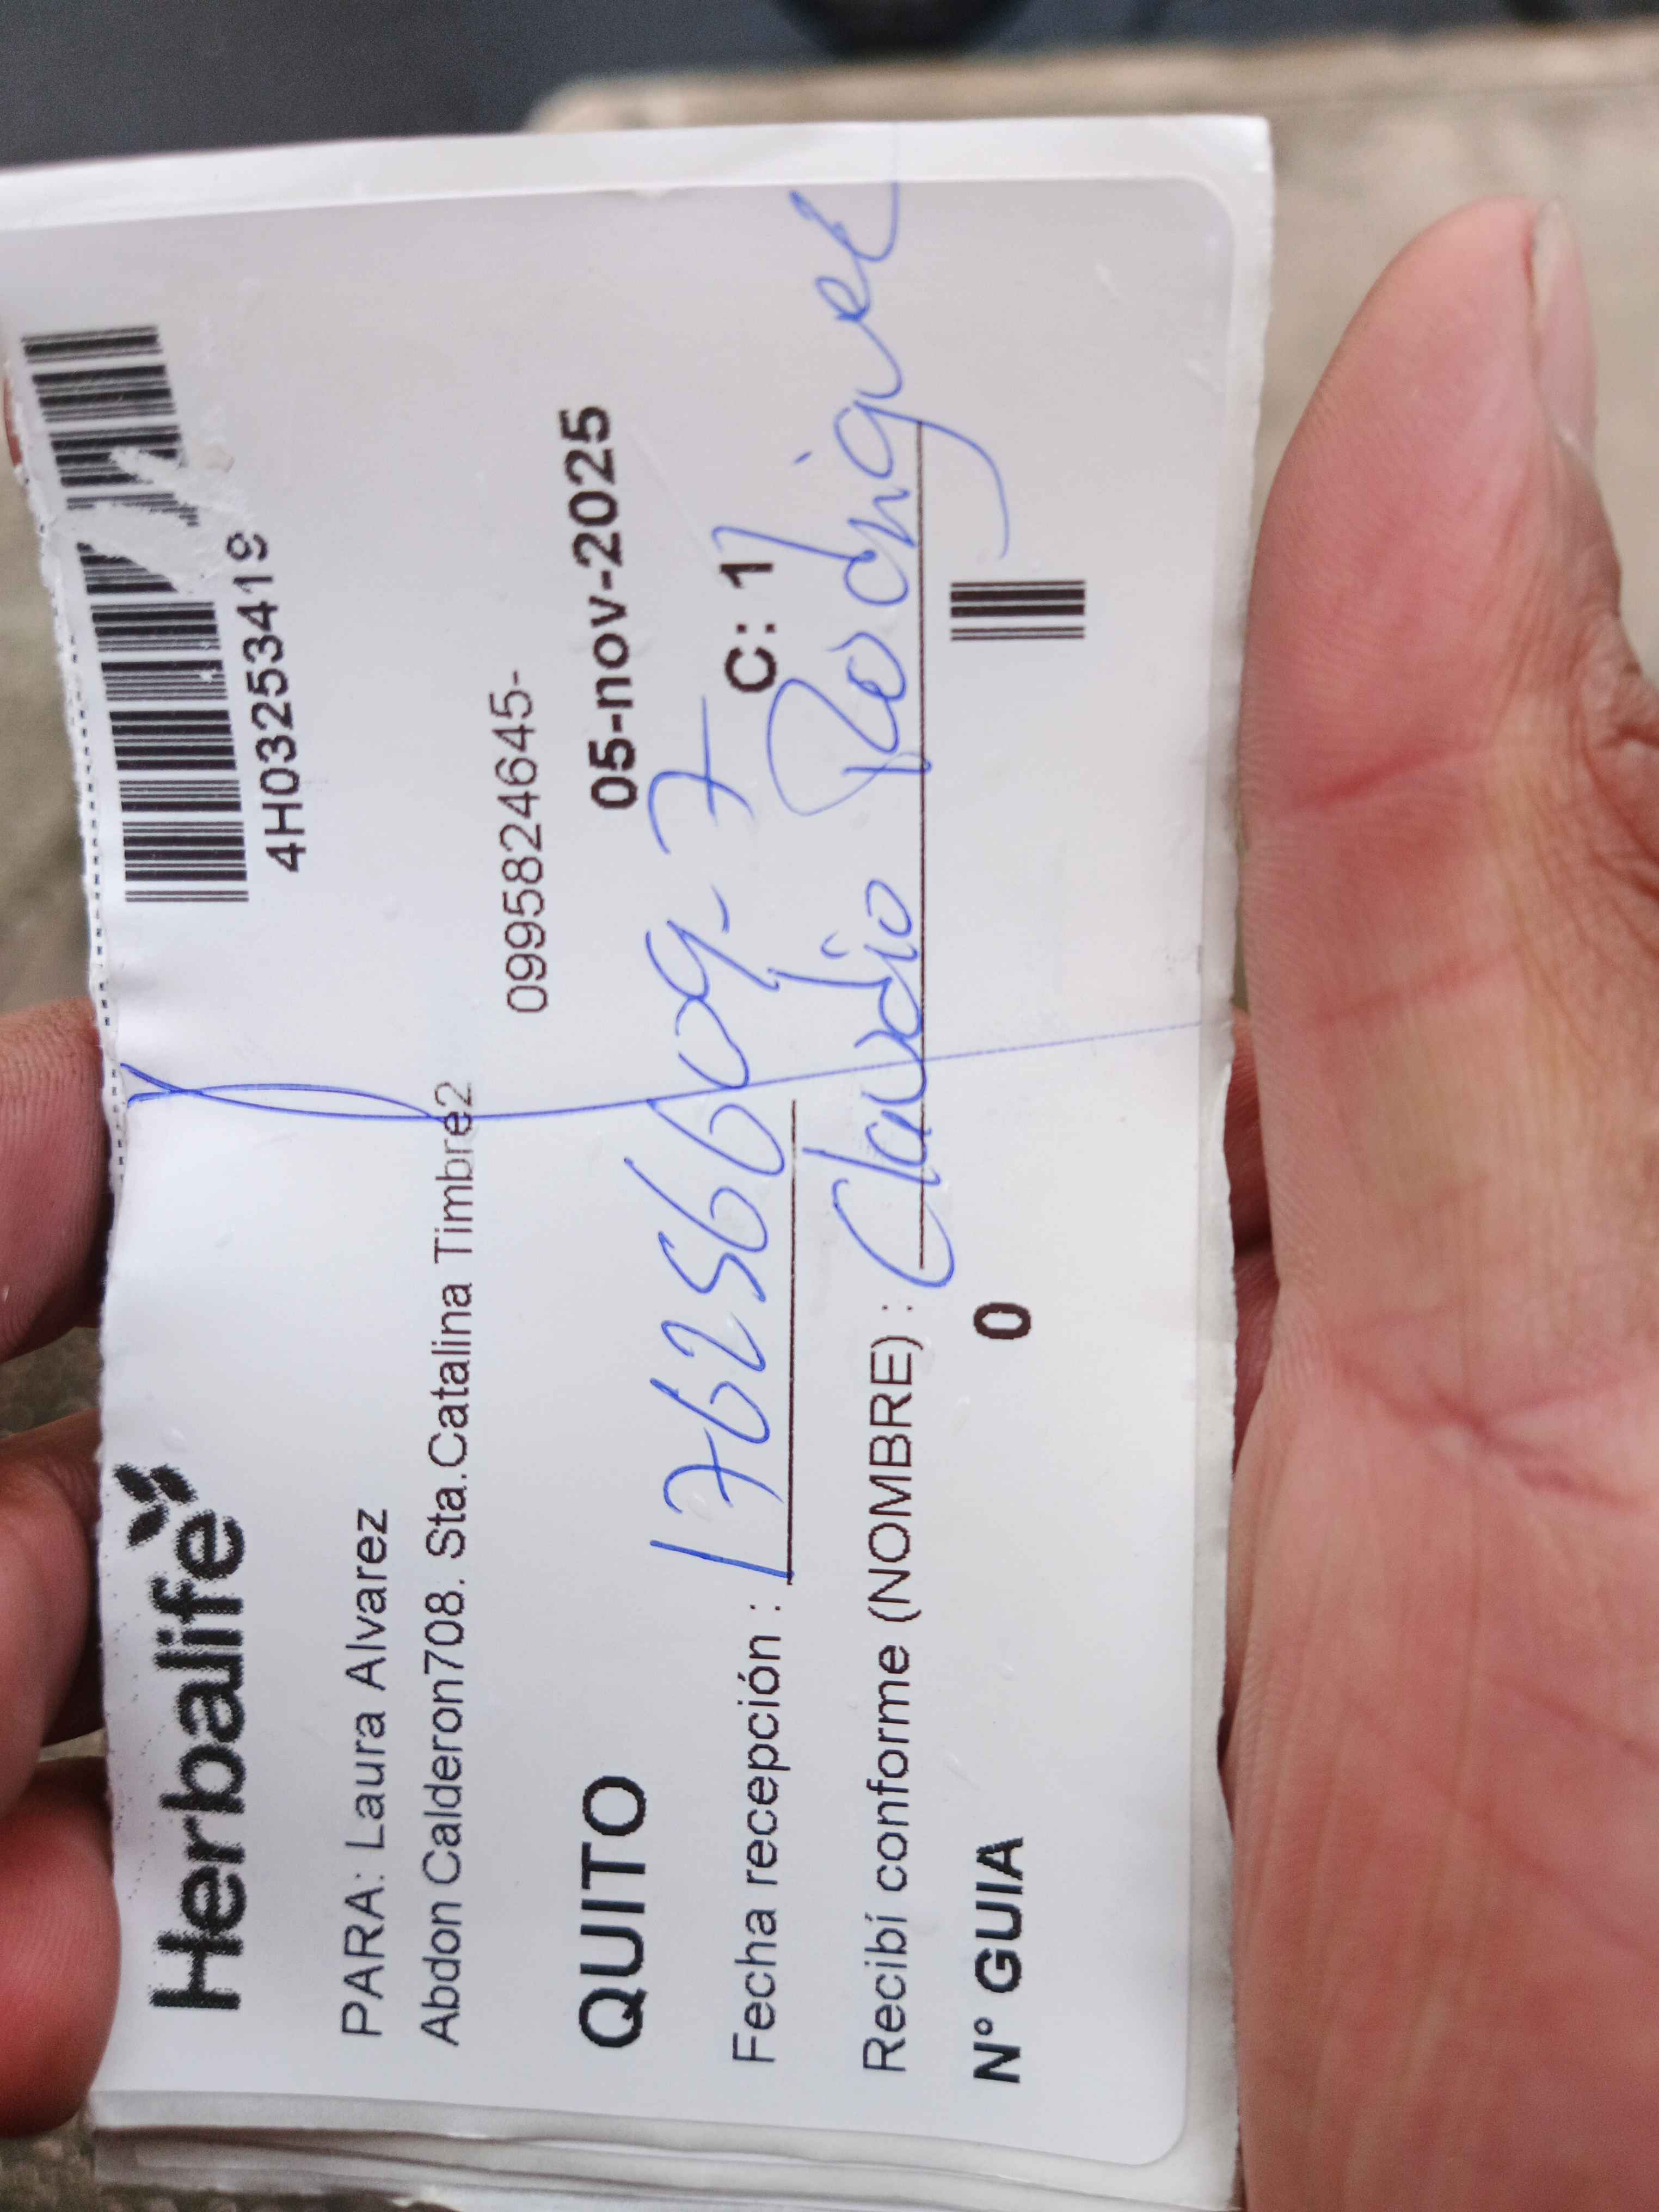 Herbalife
4H03253419
PARA: Laura Alvarez
Abdon Calderon708. Sta.Catalina Timbre2
0995824645-
QUITO
05-nov-2025
Fecha recepción : 176256609-7
C: 1
Recibí conforme (NOMBRE) : Claudio Rodriguez
N° GUIA 0